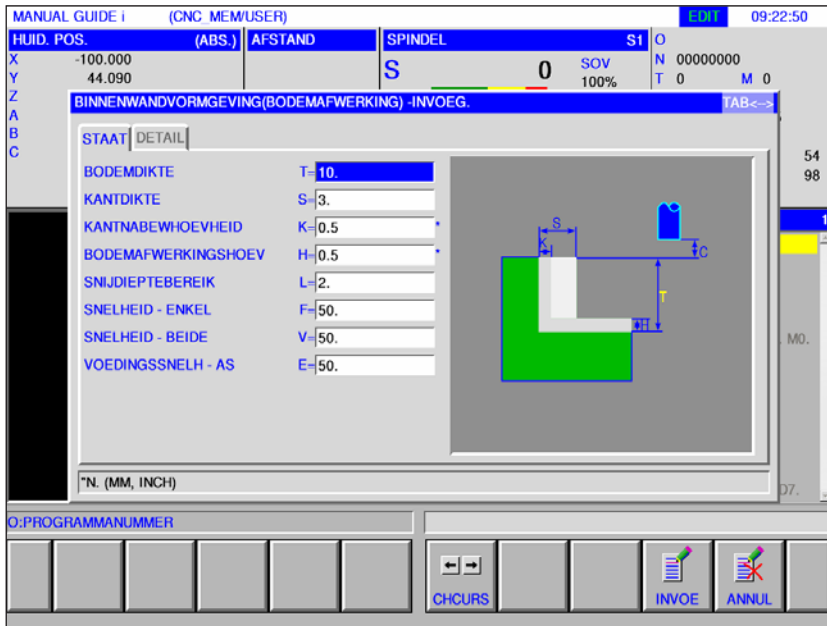 MANUAL GUIDE i (CNC_MEM/USER) EDIT 09:22:50
HUID. POS. (ABS.) AFSTAND SPINDEL S1 O
X -100.000 S 0 SOV N 00000000
Y 44.090 100% T 0 M 0
Z
A
B
C
54
98
BINNENWANDVORMGEVING(BODEMAFWERKING) -INVOEG. TAB<-->
STAAT DETAIL
BODEMDIKTE T=10.
KANTDIKTE S=3.
KANTNABEWHOEVHEID K=0.5 *
BODEMAFWERKINGSHOEV H=0.5 *
SNIJDIEPTEBEREIK L=2.
SNELHEID - ENKEL F=50.
SNELHEID - BEIDE V=50.
VOEDINGSSNELH - AS E=50.
S
K
C
T
H
1
M0.
D7.
"N. (MM, INCH)
O:PROGRAMMANUMMER
CHCURS INVOE ANNUL